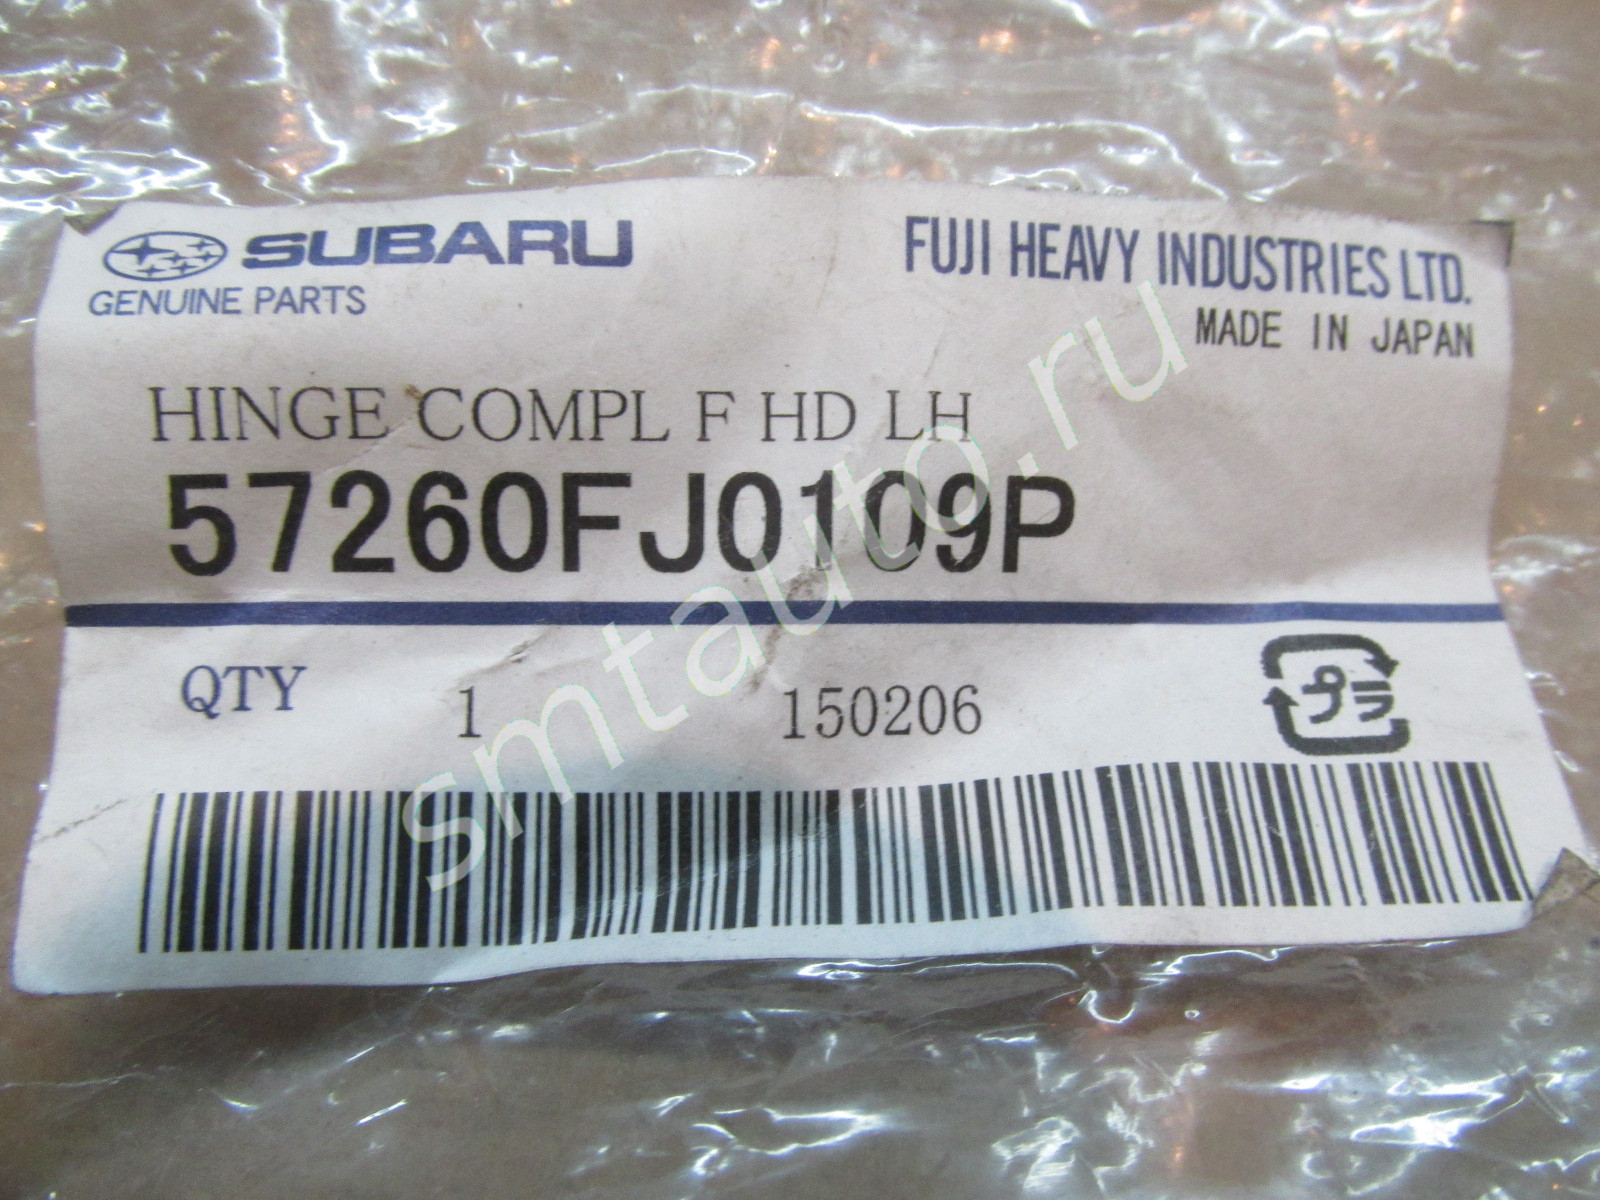 SUBARU
GENUINE PARTS
FUJI HEAVY INDUSTRIES LTD.
MADE IN JAPAN
HINGE COMPL F HD LH
57260FJ0109P
QTY 1 150206
プラ
smtauto.ru